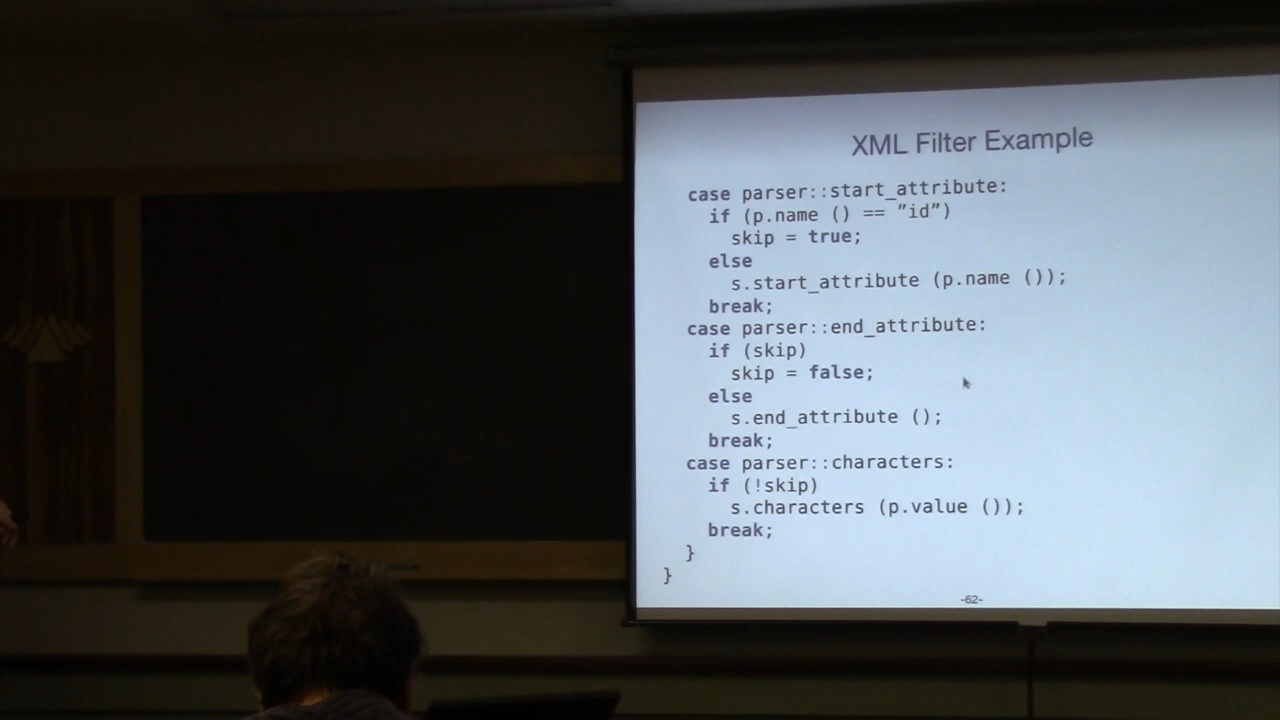 XML Filter Example
case parser::start_attribute:
if (p.name () == ”id”)
skip = true;
else
s.start_attribute (p.name ());
break;
case parser::end_attribute:
if (skip)
skip = false;
else
s.end_attribute ();
break;
case parser::characters:
if (!skip)
s.characters (p.value ());
break;
}
}
-62-